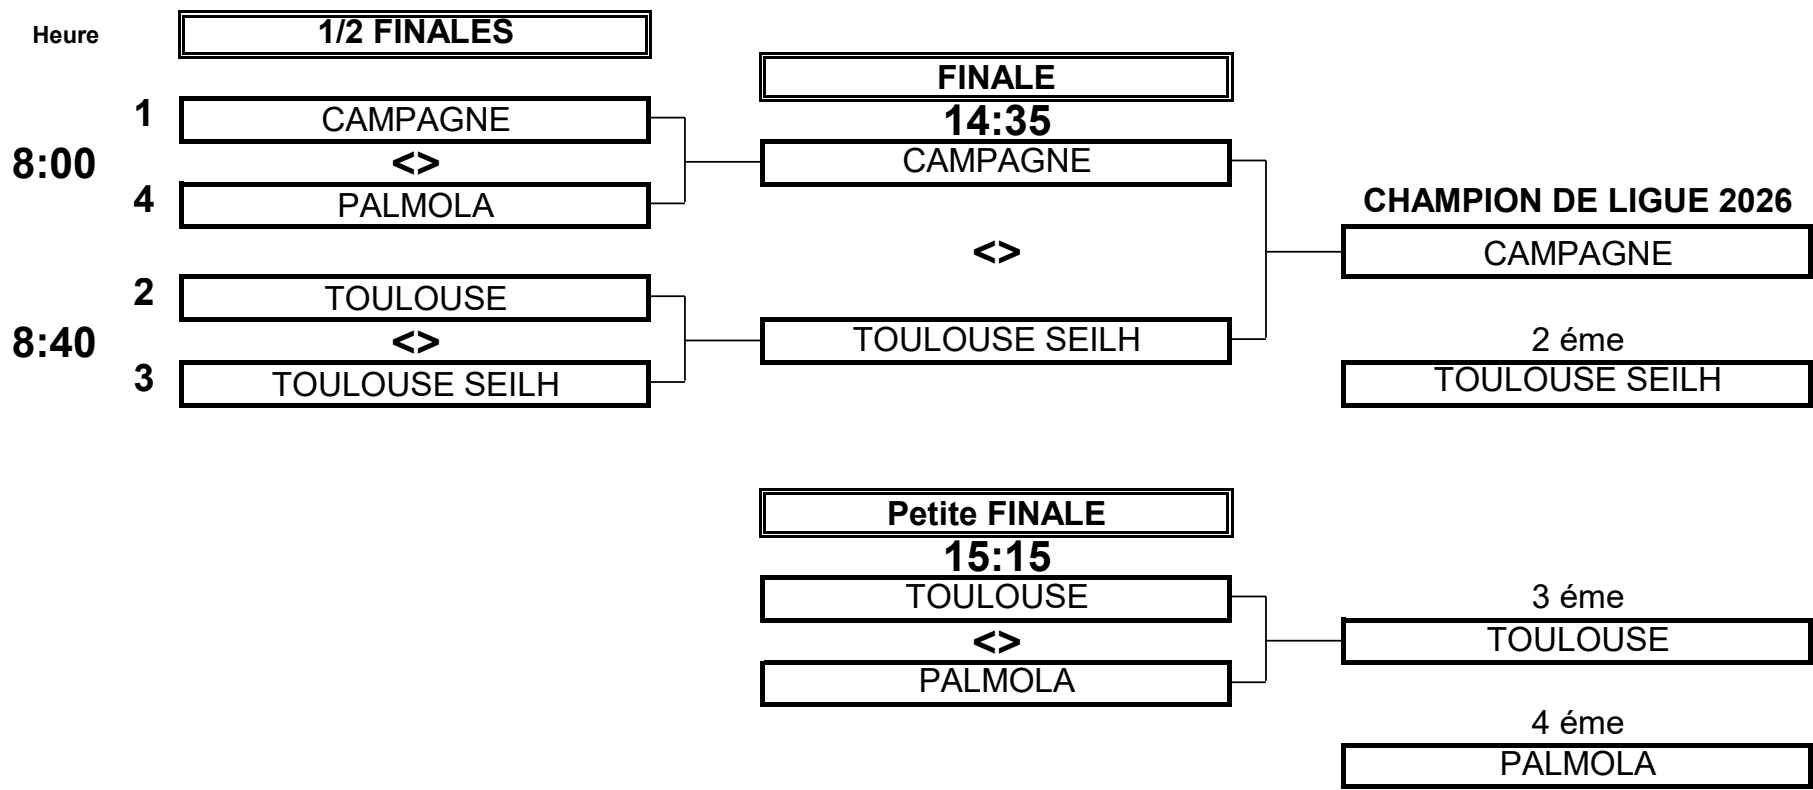 Heure
1/2 FINALES
FINALE
14:35
1
CAMPAGNE
8:00
<>
4
PALMOLA
CAMPAGNE
<>
CHAMPION DE LIGUE 2026
CAMPAGNE
2
TOULOUSE
8:40
<>
3
TOULOUSE SEILH
TOULOUSE SEILH
2 éme
TOULOUSE SEILH
Petite FINALE
15:15
TOULOUSE
<>
PALMOLA
3 éme
TOULOUSE
4 éme
PALMOLA